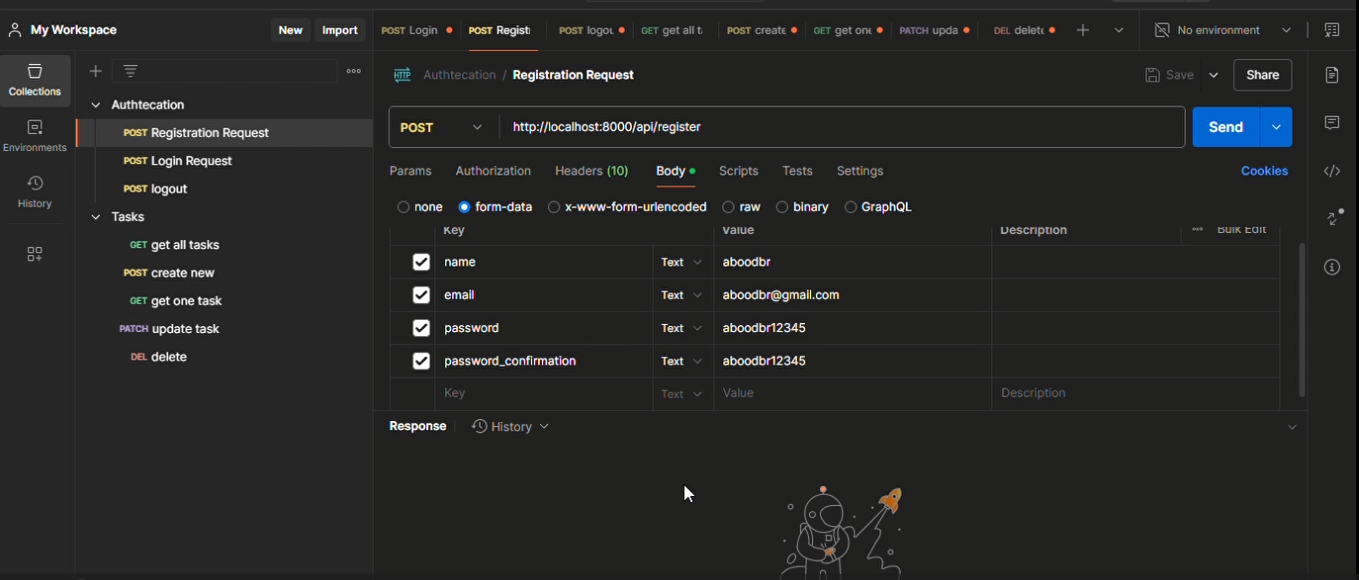 My Workspace
New
Import
POST Login
POST Registr
POST logou
GET get all t
POST create
GET get one
PATCH upda
DEL delete
No environment
Collections
Environments
History
Authtecation
POST Registration Request
POST Login Request
POST logout
Tasks
GET get all tasks
POST create new
GET get one task
PATCH update task
DEL delete
HTTP
Authtecation / Registration Request
Save
Share
POST
http://localhost:8000/api/register
Send
Params
Authorization
Headers (10)
Body
Scripts
Tests
Settings
Cookies
none
form-data
x-www-form-urlencoded
raw
binary
GraphQL
Key
Value
Description
Bulk Edit
name
Text
aboodbr
email
Text
aboodbr@gmail.com
password
Text
aboodbr12345
password_confirmation
Text
aboodbr12345
Key
Text
Value
Description
Response
History